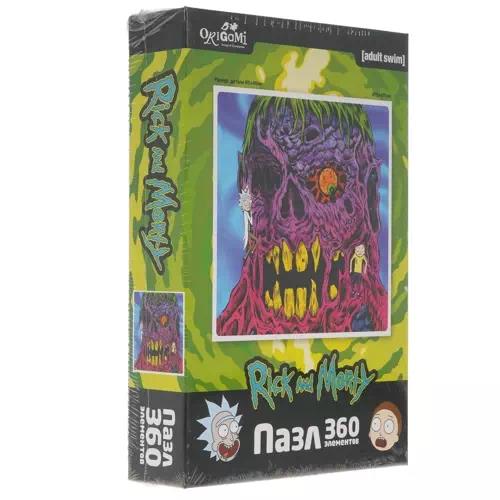 ORIGAMI
[adult swim]
RICK AND MORTY
ПАЗЛ
360
ЭЛЕМЕНТОВ
RICK AND MORTY
ПАЗЛ 360
ЭЛЕМЕНТОВ